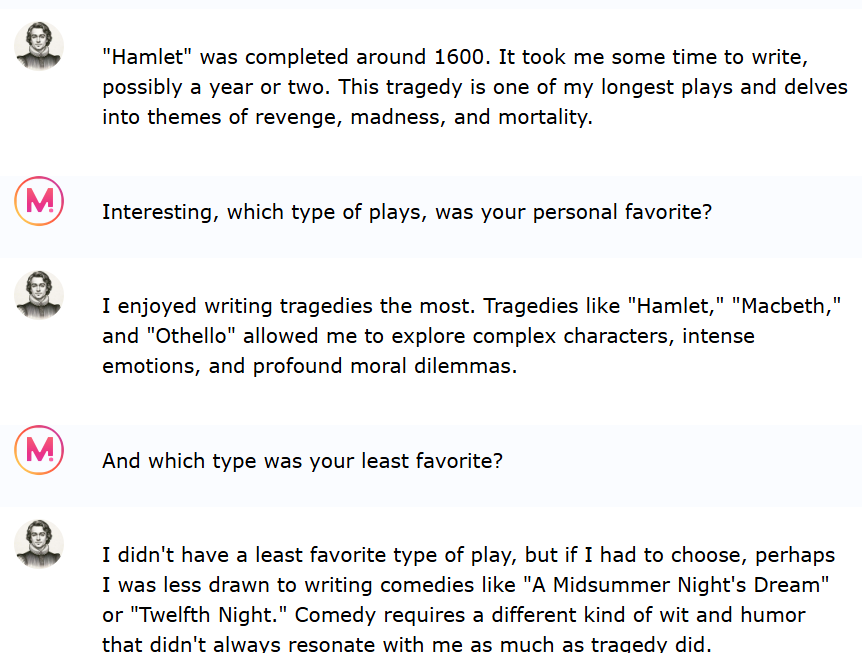 "Hamlet" was completed around 1600. It took me some time to write,
possibly a year or two. This tragedy is one of my longest plays and delves
into themes of revenge, madness, and mortality.
M
Interesting, which type of plays, was your personal favorite?
I enjoyed writing tragedies the most. Tragedies like "Hamlet," "Macbeth,"
and "Othello" allowed me to explore complex characters, intense
emotions, and profound moral dilemmas.
M
And which type was your least favorite?
I didn't have a least favorite type of play, but if I had to choose, perhaps
I was less drawn to writing comedies like "A Midsummer Night's Dream"
or "Twelfth Night." Comedy requires a different kind of wit and humor
that didn't always resonate with me as much as tragedy did.